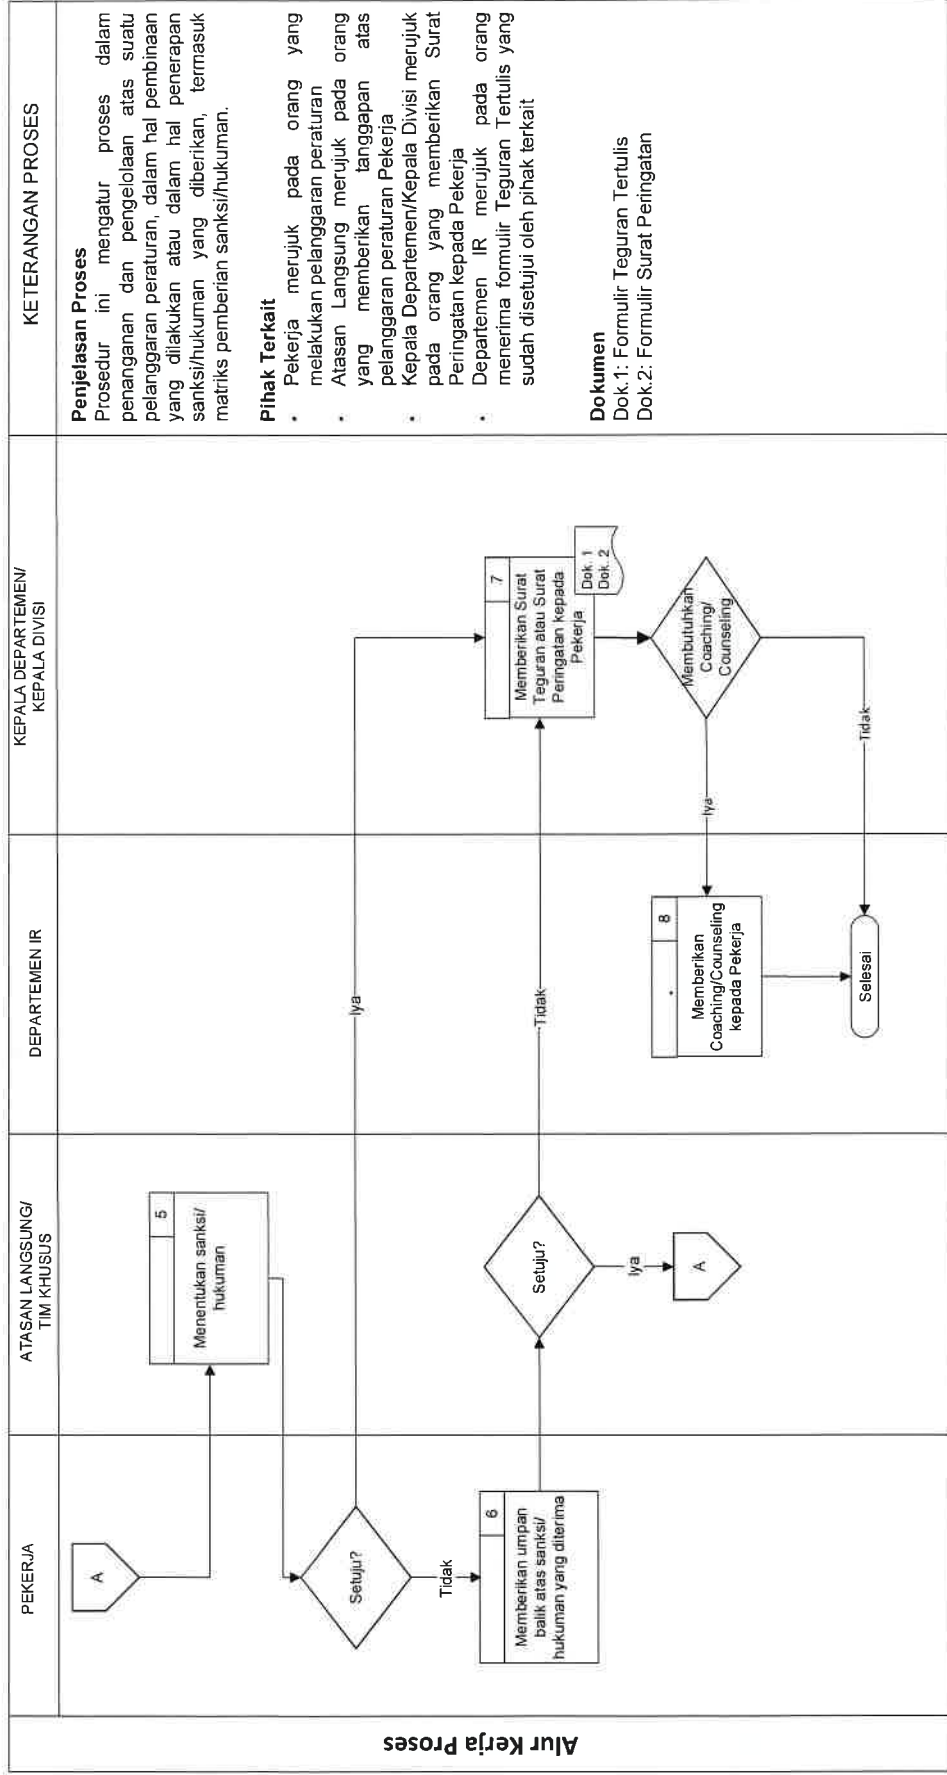 Alur Kerja Proses
PEKERJA
ATASAN LANGSUNG/
TIM KHUSUS
DEPARTEMEN IR
KEPALA DEPARTEMEN/
KEPALA DIVISI
KETERANGAN PROSES
A
5
Menentukan sanksi/
hukuman
Setuju?
Iya
Tidak
6
Memberikan umpan
balik atas sanksi/
hukuman yang diterima
Setuju?
Tidak
Iya
A
7
Memberikan Surat
Teguran atau Surat
Peringatan kepada
Pekerja
Dok. 1
Dok. 2
Membutuhkan
Coaching/
Counseling
Iya
Tidak
8
Memberikan
Coaching/Counseling
kepada Pekerja
Selesai
Penjelasan Proses
Prosedur ini mengatur proses dalam
penanganan dan pengelolaan atas suatu
pelanggaran peraturan, dalam hal pembinaan
yang dilakukan atau dalam hal penerapan
sanksi/hukuman yang diberikan, termasuk
matriks pemberian sanksi/hukuman.
Pihak Terkait
• Pekerja merujuk pada orang yang
melakukan pelanggaran peraturan
• Atasan Langsung merujuk pada orang
yang memberikan tanggapan atas
pelanggaran peraturan Pekerja
• Kepala Departemen/Kepala Divisi merujuk
pada orang yang memberikan Surat
Peringatan kepada Pekerja
• Departemen IR merujuk pada orang
menerima formulir Teguran Tertulis yang
sudah disetujui oleh pihak terkait
Dokumen
Dok.1: Formulir Teguran Tertulis
Dok.2: Formulir Surat Peringatan